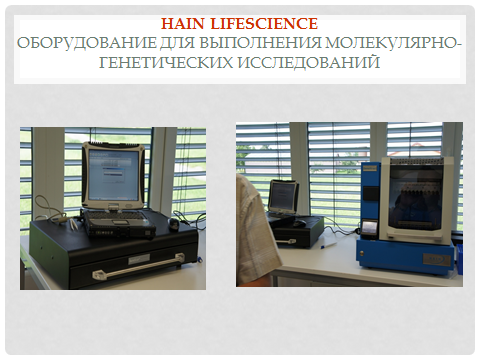 HAIN LIFESCIENCE
ОБОРУДОВАНИЕ ДЛЯ ВЫПОЛНЕНИЯ МОЛЕКУЛЯРНО-
ГЕНЕТИЧЕСКИХ ИССЛЕДОВАНИЙ